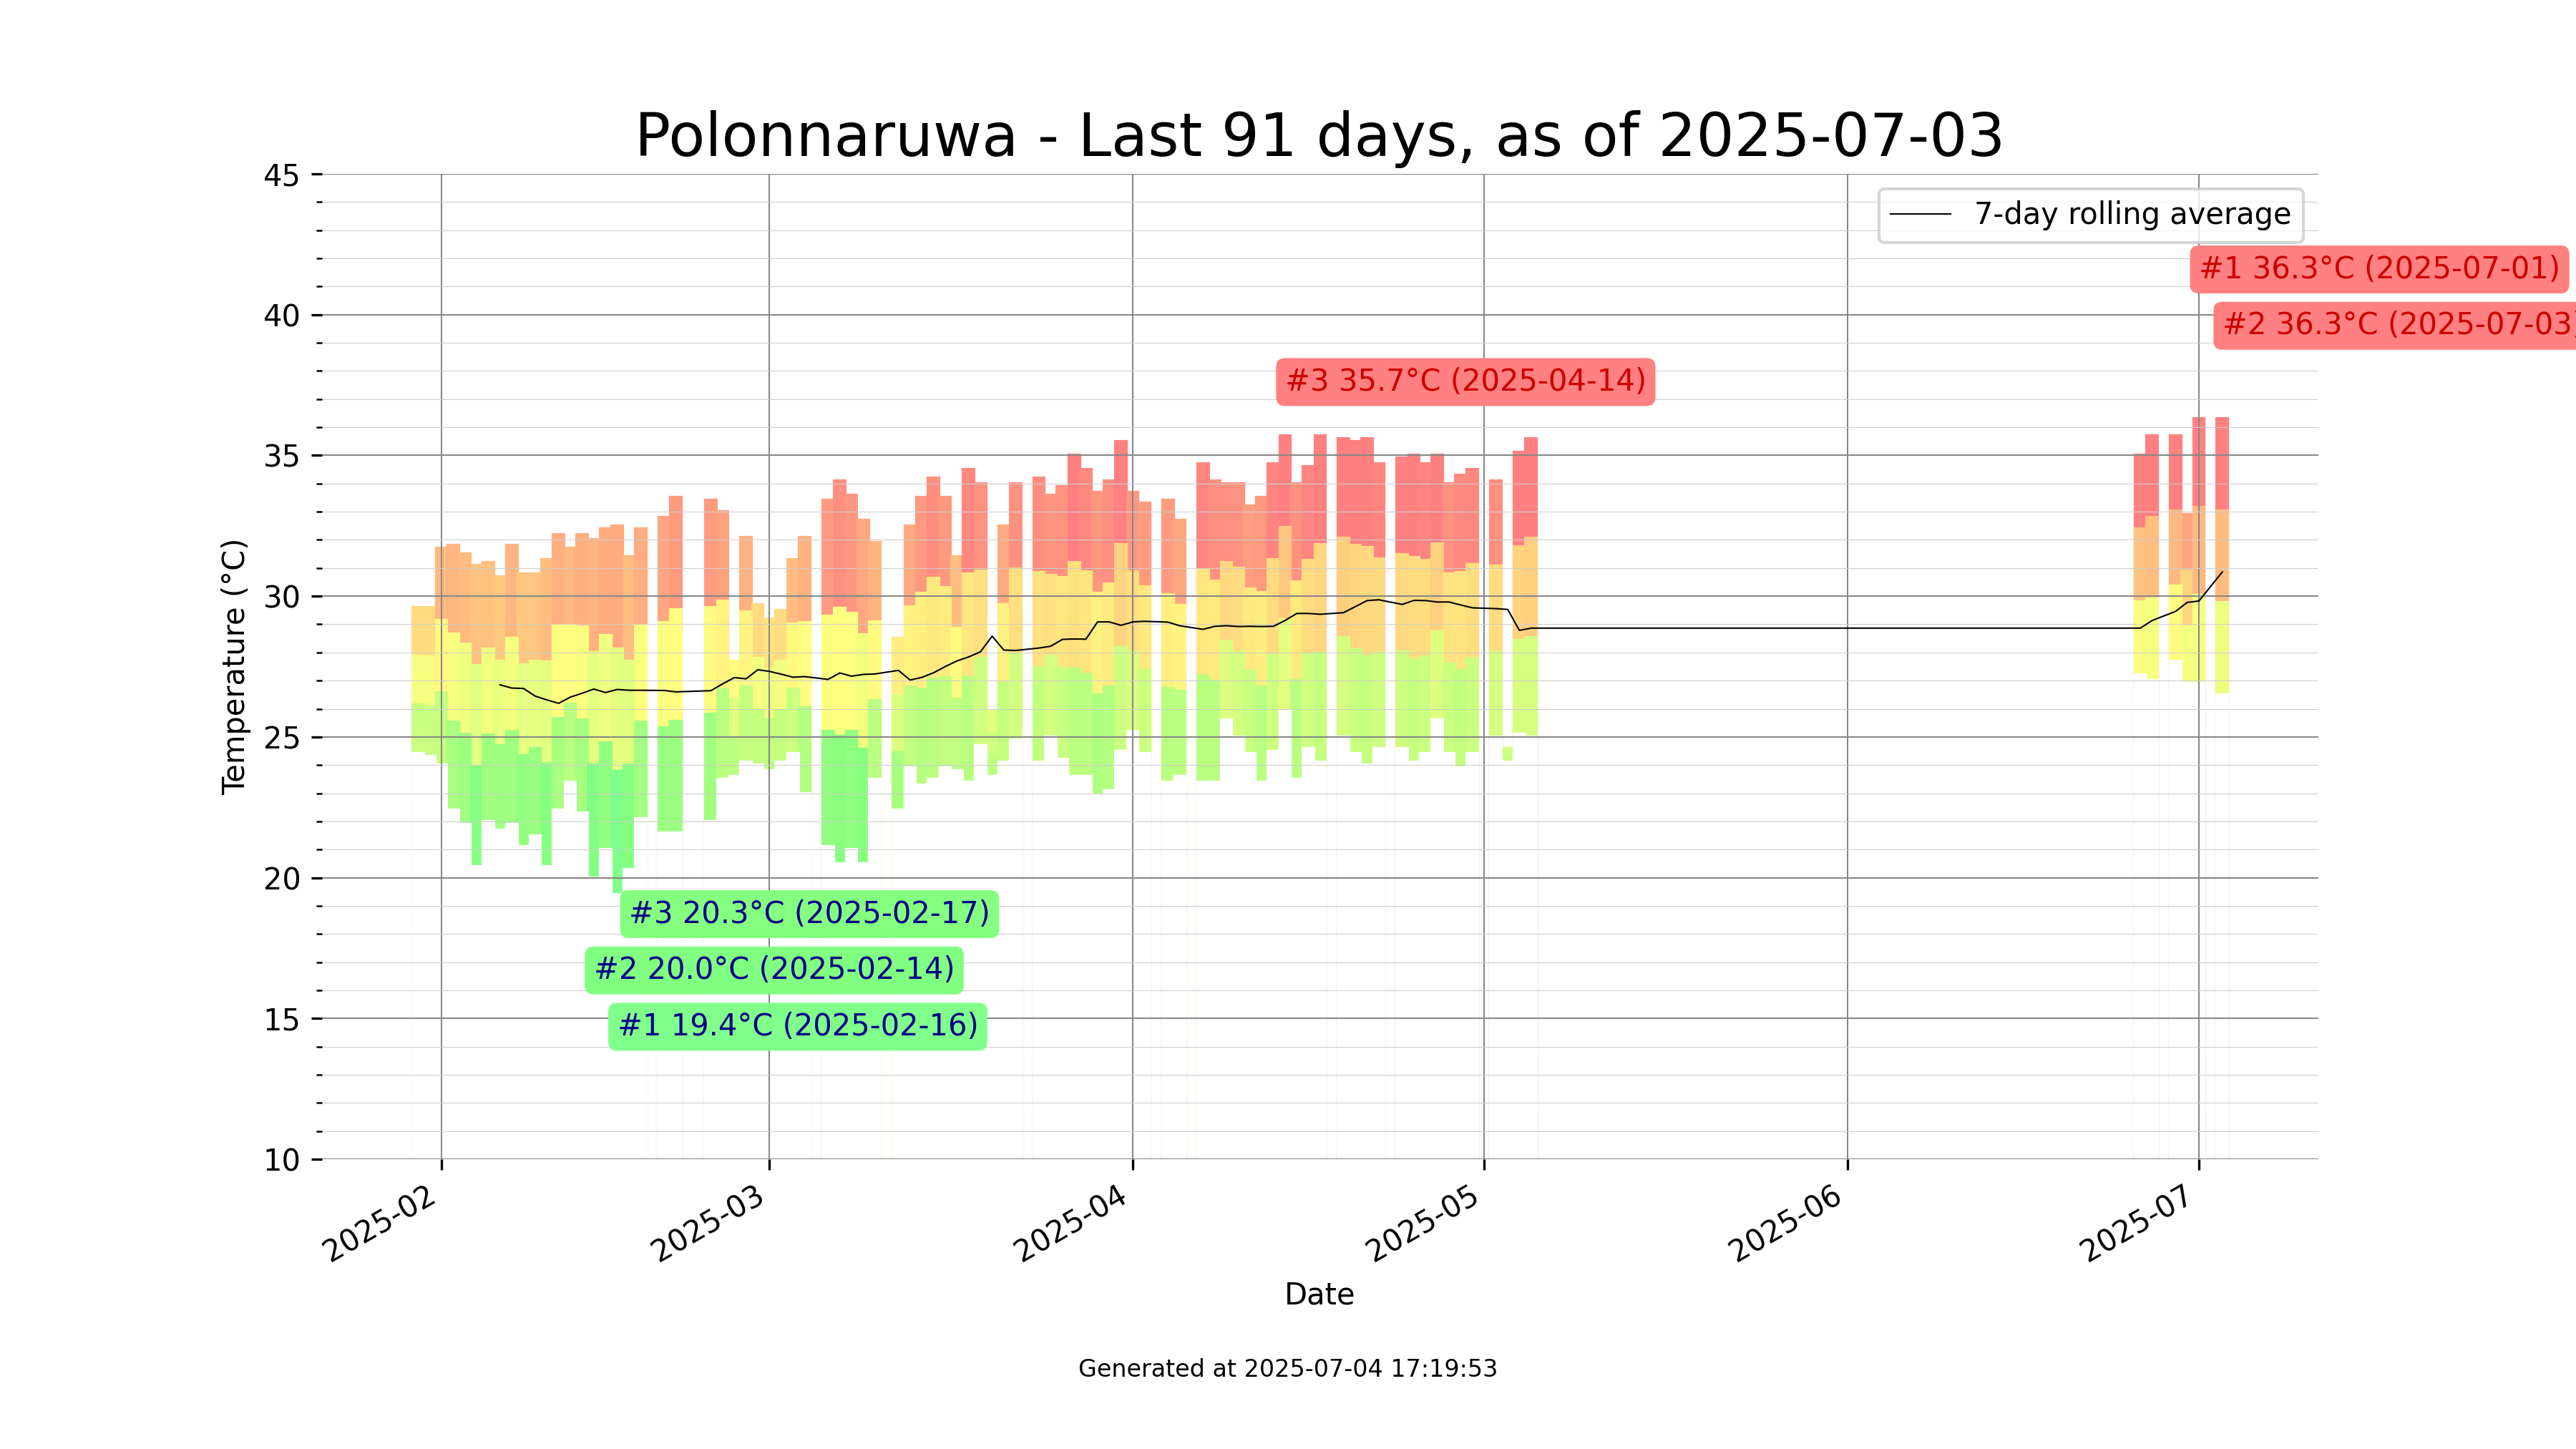 Polonnaruwa - Last 91 days, as of 2025-07-03
45
40
35
30
25
20
15
10
Temperature (°C)
7-day rolling average
#1 36.3°C (2025-07-01)
#2 36.3°C (2025-07-03)
#3 35.7°C (2025-04-14)
#3 20.3°C (2025-02-17)
#2 20.0°C (2025-02-14)
#1 19.4°C (2025-02-16)
2025-02
2025-03
2025-04
2025-05
2025-06
2025-07
Date
Generated at 2025-07-04 17:19:53